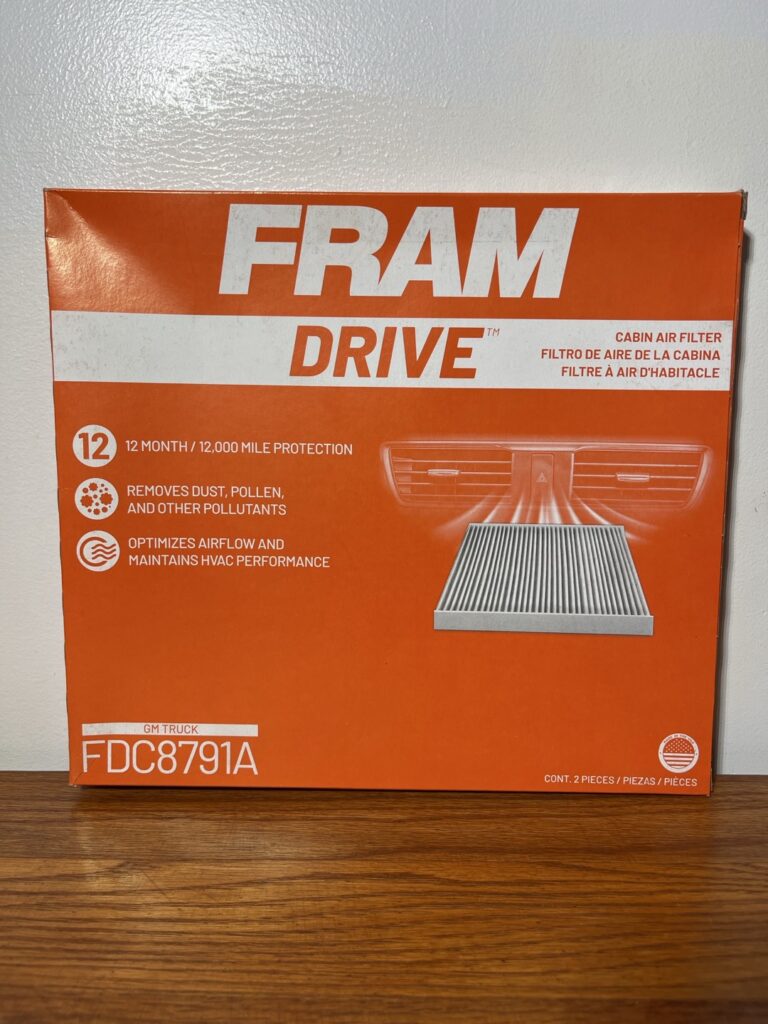 FRAM
DRIVE™
CABIN AIR FILTER
FILTRO DE AIRE DE LA CABINA
FILTRE À AIR D'HABITACLE
12
12 MONTH / 12,000 MILE PROTECTION
REMOVES DUST, POLLEN,
AND OTHER POLLUTANTS
OPTIMIZES AIRFLOW AND
MAINTAINS HVAC PERFORMANCE
GM TRUCK
FDC8791A
CONT. 2 PIECES / PIEZAS / PIÈCES